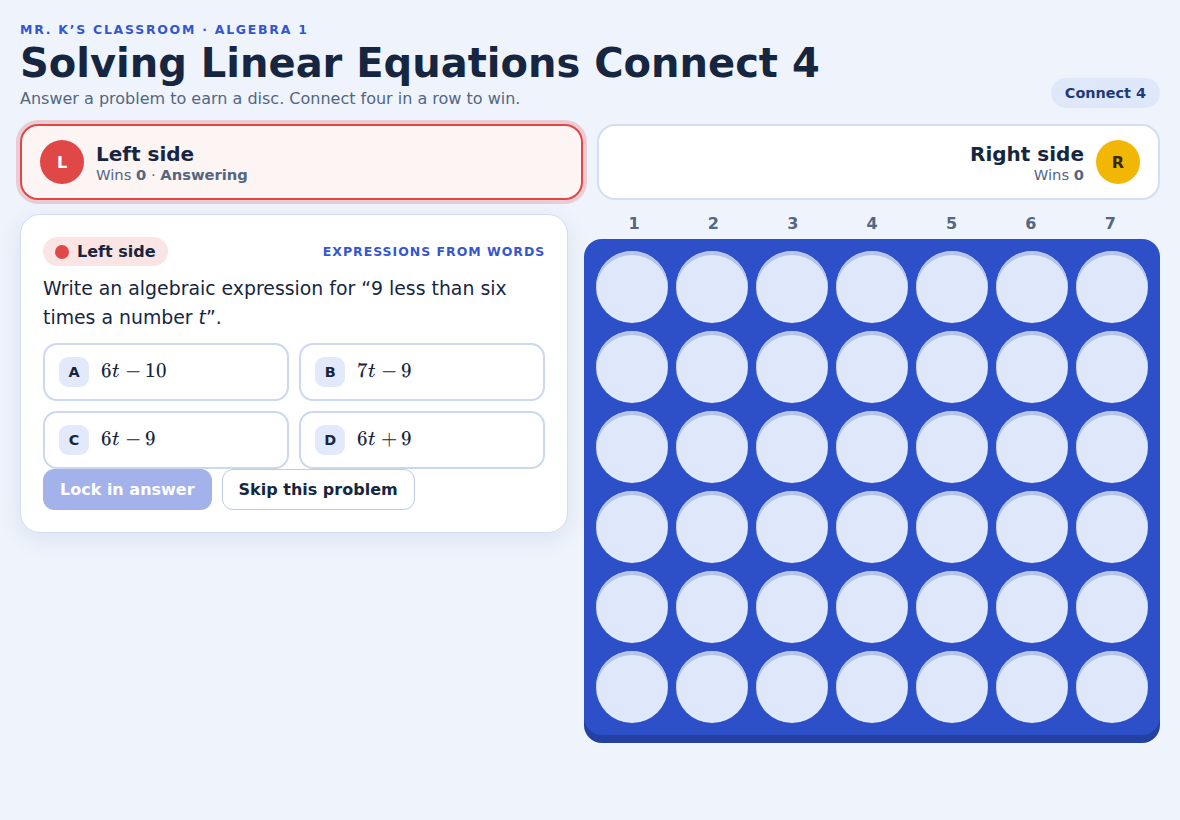 MR. K’S CLASSROOM · ALGEBRA 1
Solving Linear Equations Connect 4
Answer a problem to earn a disc. Connect four in a row to win.
Connect 4
L
Left side
Wins 0 · Answering
Right side
Wins 0
R
Left side
EXPRESSIONS FROM WORDS
Write an algebraic expression for “9 less than six
times a number t”.
A 6t − 10
B 7t − 9
C 6t − 9
D 6t + 9
Lock in answer
Skip this problem
1 2 3 4 5 6 7